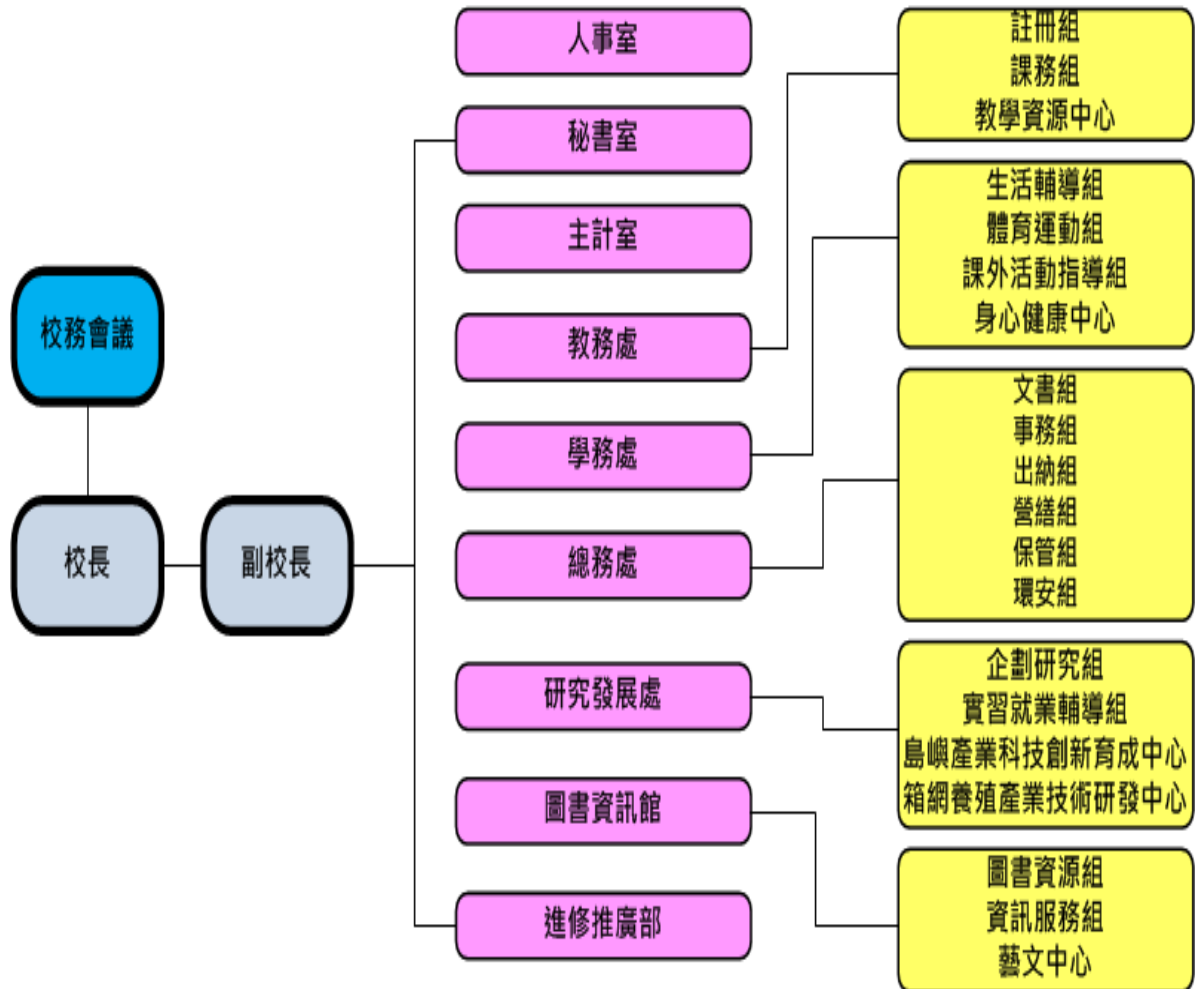 校務會議
校長
副校長
人事室
秘書室
主計室
教務處
學務處
總務處
研究發展處
圖書資訊館
進修推廣部
註冊組
課務組
教學資源中心
生活輔導組
體育運動組
課外活動指導組
身心健康中心
文書組
事務組
出納組
營繕組
保管組
環安組
企劃研究組
實習就業輔導組
島嶼產業科技創新育成中心
箱網養殖產業技術研發中心
圖書資源組
資訊服務組
藝文中心